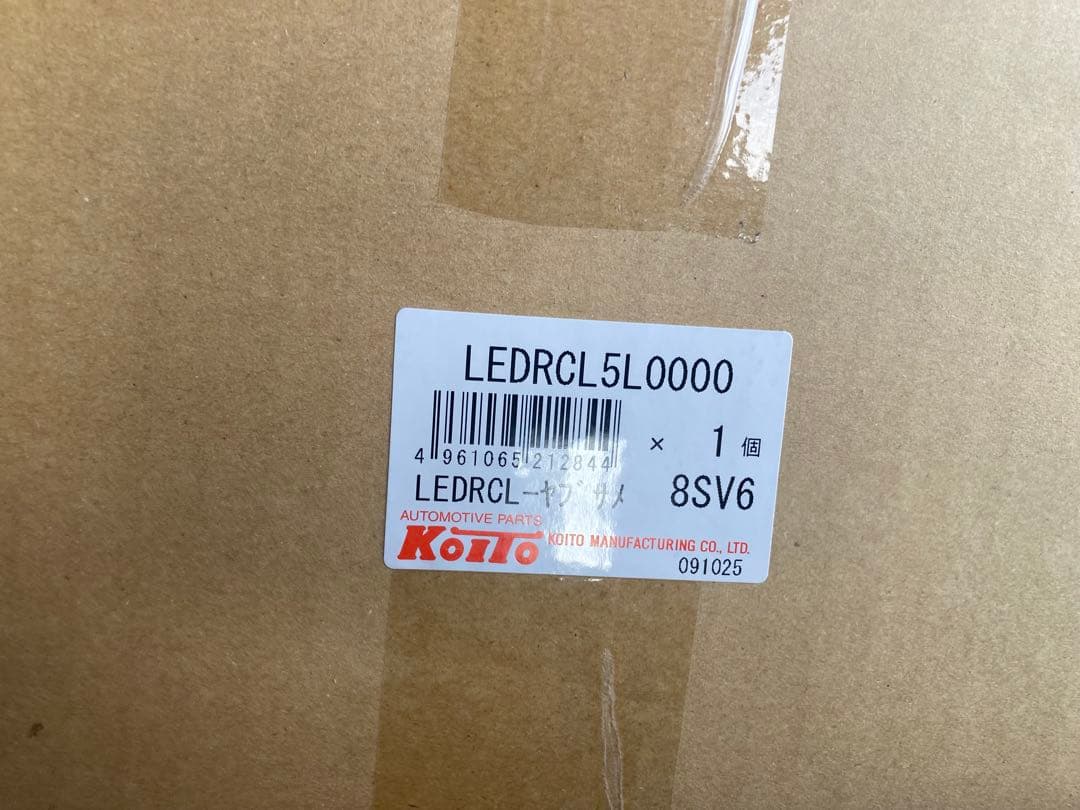 LEDRCL5L0000
× 1 個
4 961065 212844
LEDRCL-ヤブサメ 8SV6
AUTOMOTIVE PARTS
KOITO KOITO MANUFACTURING CO., LTD.
091025